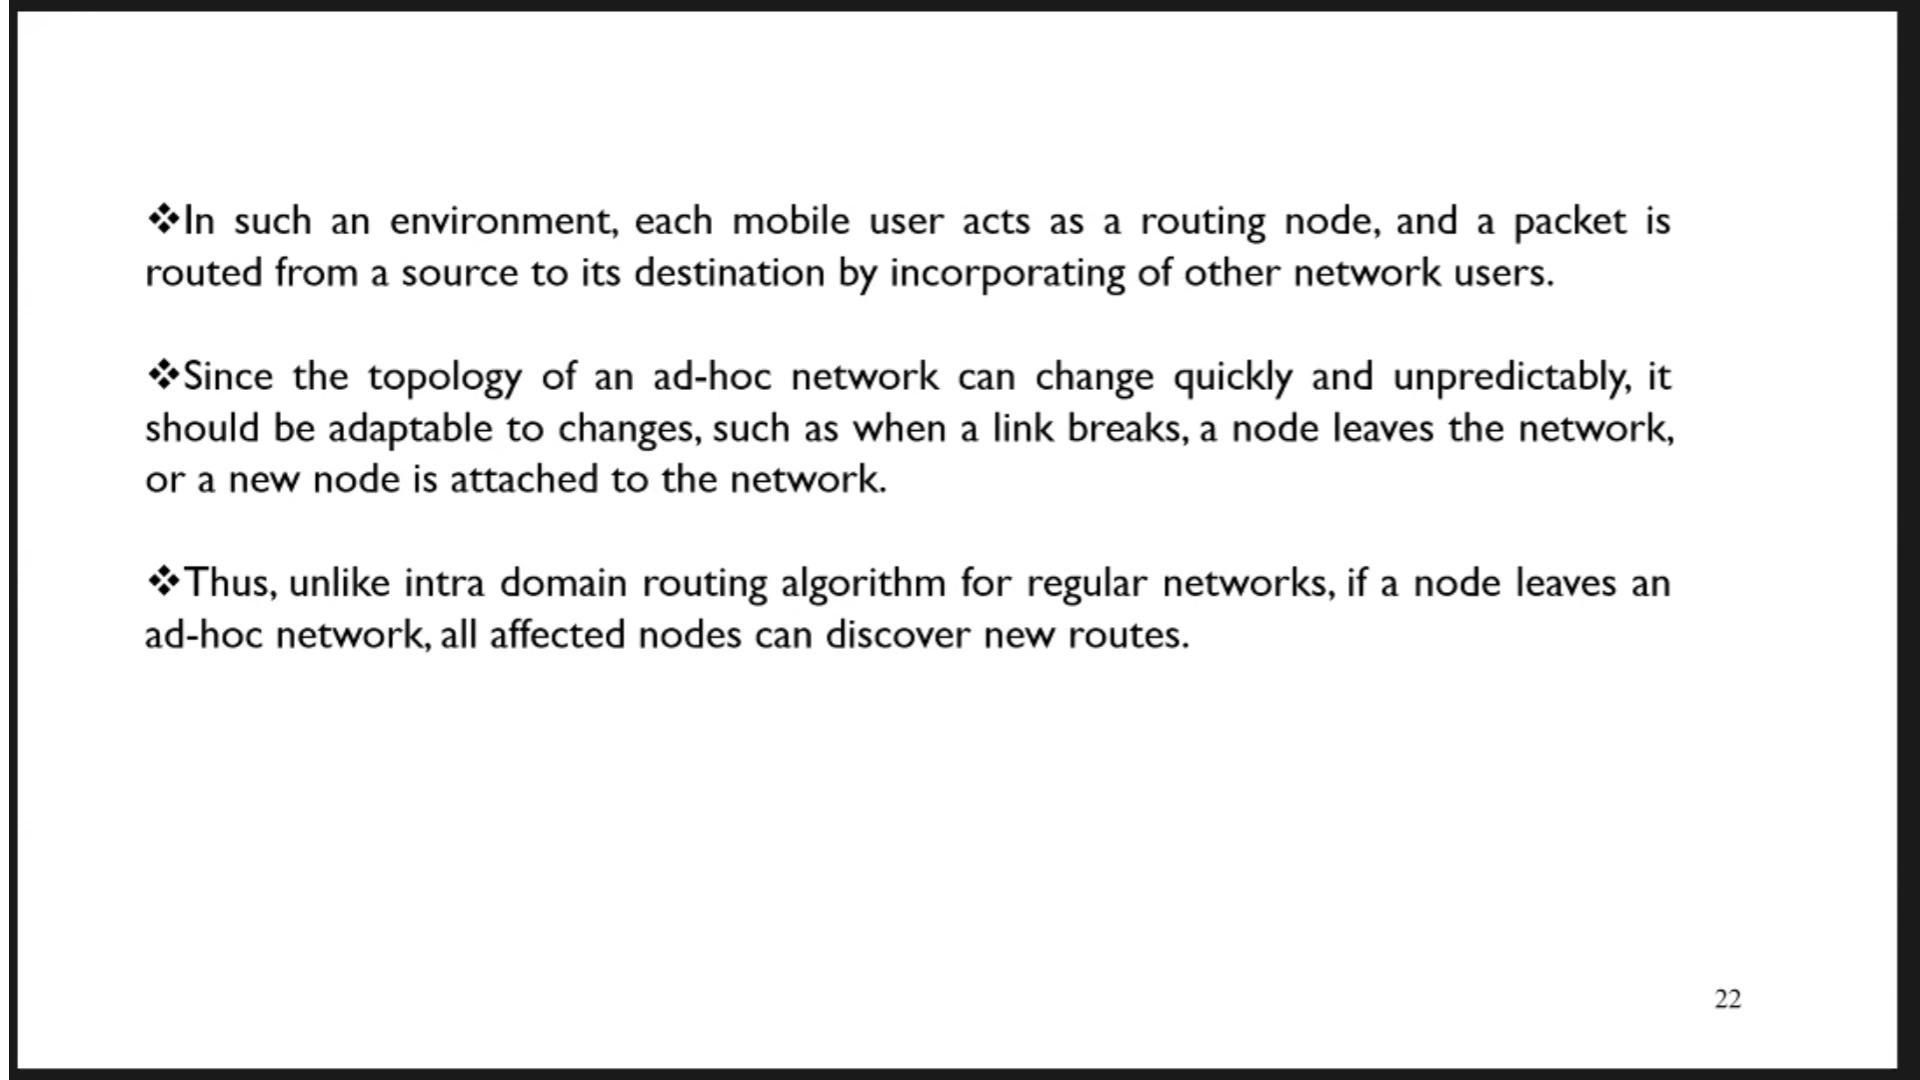 ❖In such an environment, each mobile user acts as a routing node, and a packet is
routed from a source to its destination by incorporating of other network users.
❖Since the topology of an ad-hoc network can change quickly and unpredictably, it
should be adaptable to changes, such as when a link breaks, a node leaves the network,
or a new node is attached to the network.
❖Thus, unlike intra domain routing algorithm for regular networks, if a node leaves an
ad-hoc network, all affected nodes can discover new routes.
22